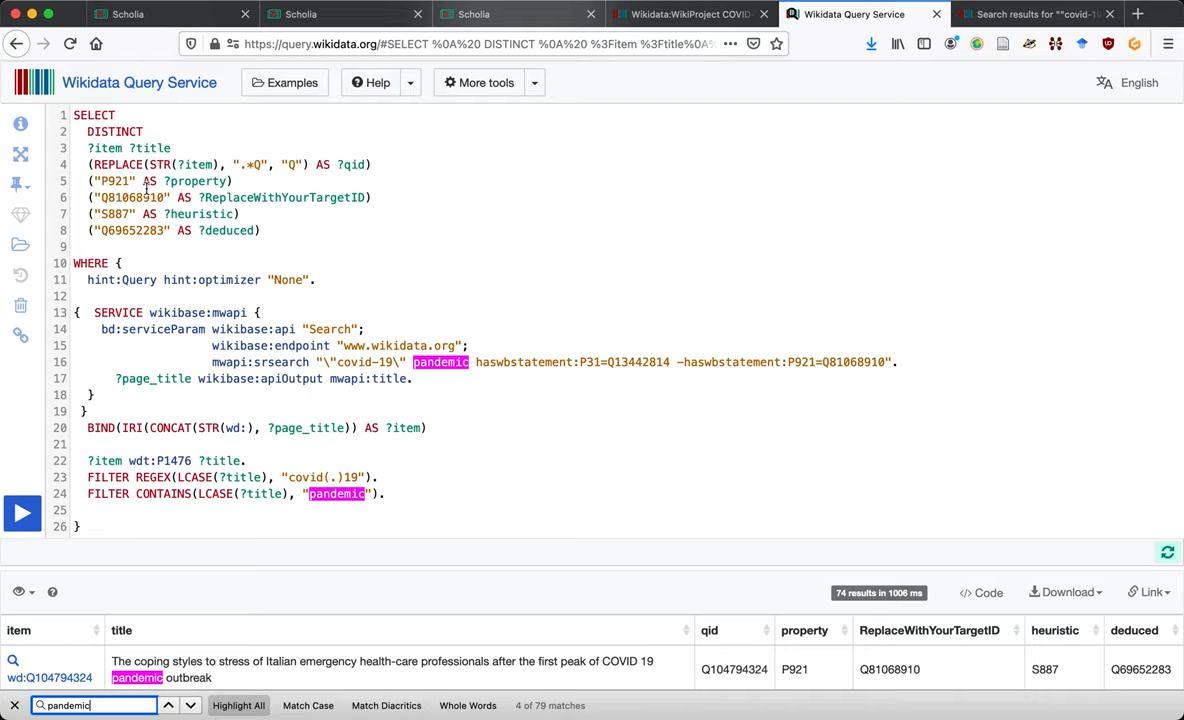 Scholia
Scholia
Scholia
Wikidata:WikiProject COVID-
Wikidata Query Service
Search results for ""covid-19
https://query.wikidata.org/#SELECT %0A%20 DISTINCT %0A%20 %3Fitem %3Ftitle%0A%
Wikidata Query Service
Examples
Help
More tools
English
1 SELECT
2 DISTINCT
3 ?item ?title
4 (REPLACE(STR(?item), ".*Q", "Q") AS ?qid)
5 ("P921" AS ?property)
6 ("Q81068910" AS ?ReplaceWithYourTargetID)
7 ("S887" AS ?heuristic)
8 ("Q69652283" AS ?deduced)
9
10 WHERE {
11 hint:Query hint:optimizer "None".
12
13 { SERVICE wikibase:mwapi {
14 bd:serviceParam wikibase:api "Search";
15 wikibase:endpoint "www.wikidata.org";
16 mwapi:srsearch "\"covid-19\" pandemic haswbstatement:P31=Q13442814 -haswbstatement:P921=Q81068910".
17 ?page_title wikibase:apiOutput mwapi:title.
18 }
19 }
20 BIND(IRI(CONCAT(STR(wd:), ?page_title)) AS ?item)
21
22 ?item wdt:P1476 ?title.
23 FILTER REGEX(LCASE(?title), "covid(.)19").
24 FILTER CONTAINS(LCASE(?title), "pandemic").
25
26 }
74 results in 1006 ms
</> Code
Download
Link
item title qid property ReplaceWithYourTargetID heuristic deduced
wd:Q104794324 The coping styles to stress of Italian emergency health-care professionals after the first peak of COVID 19 Q104794324 P921 Q81068910 S887 Q69652283
pandemic outbreak
pandemic Highlight All Match Case Match Diacritics Whole Words 4 of 79 matches